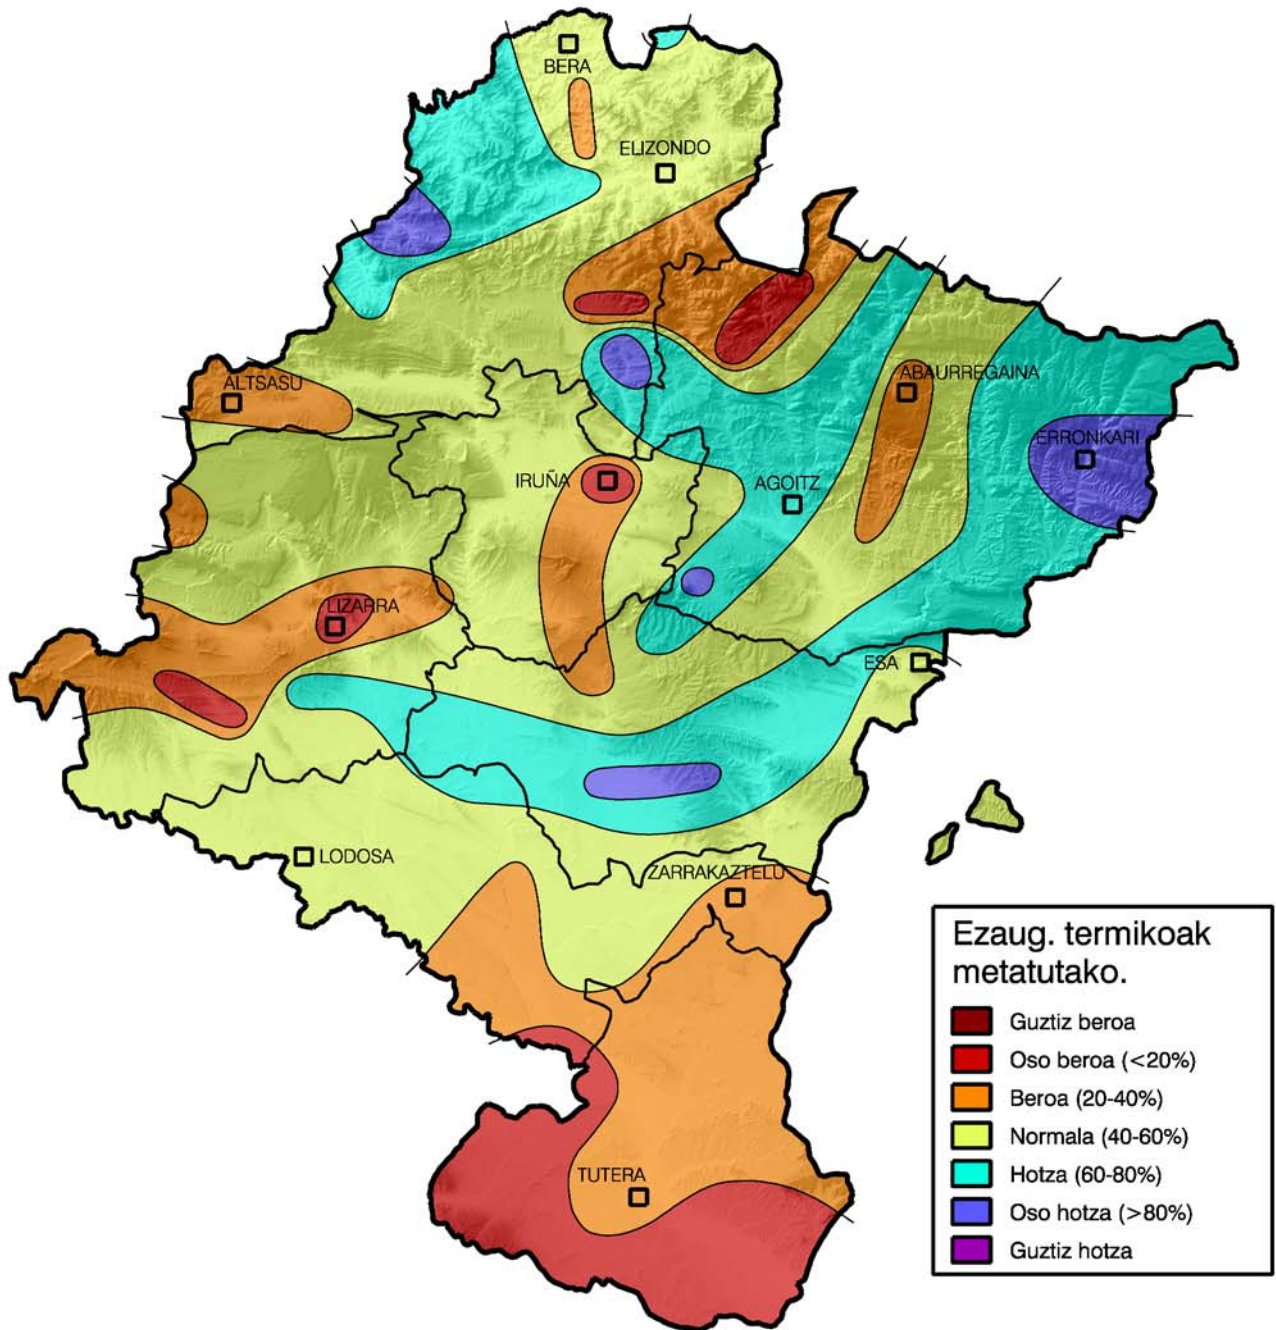 BERA
ELIZONDO
ALTSASU
ABAURREGAINA
ERRONKARI
IRUÑA
AGOITZ
LIZARRA
ESA
LODOSA
ZARRAKAZTELU
TUTERA
Ezaug. termikoak
metatutako.
Guztiz beroa
Oso beroa (<20%)
Beroa (20-40%)
Normala (40-60%)
Hotza (60-80%)
Oso hotza (>80%)
Guztiz hotza